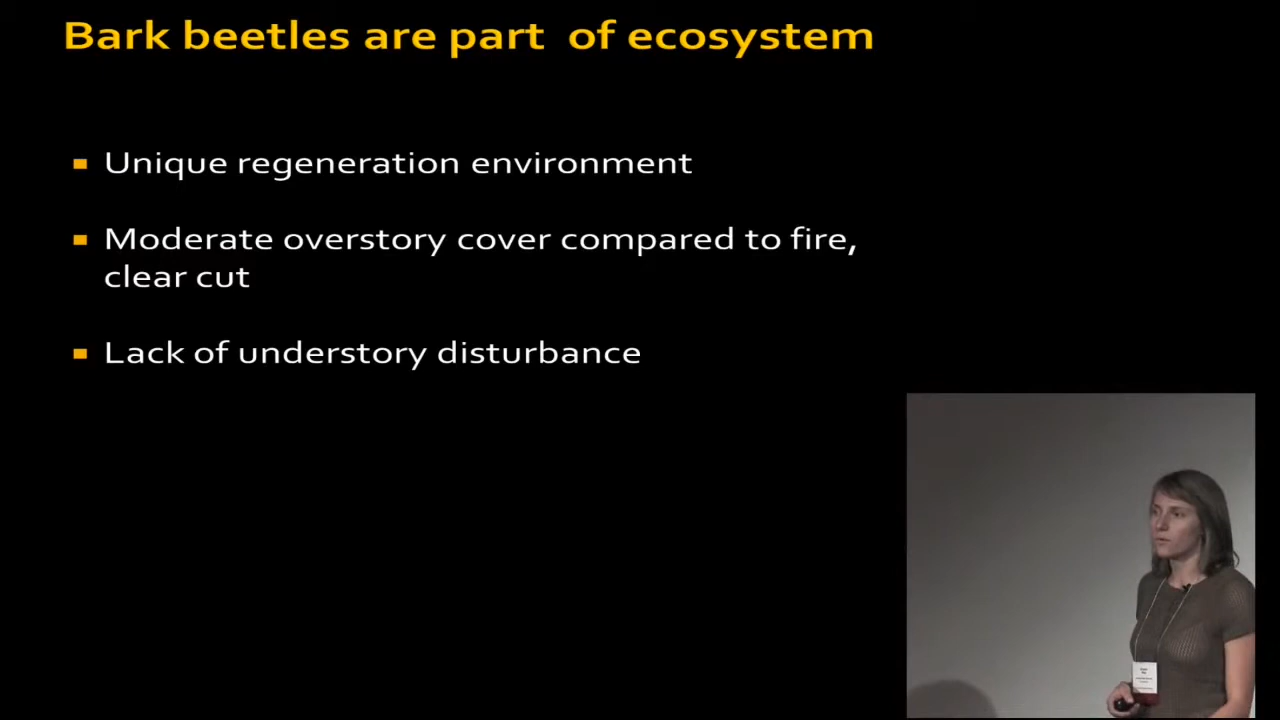 Bark beetles are part  of ecosystem
Unique regeneration environment
Moderate overstory cover compared to fire,
clear cut
Lack of understory disturbance